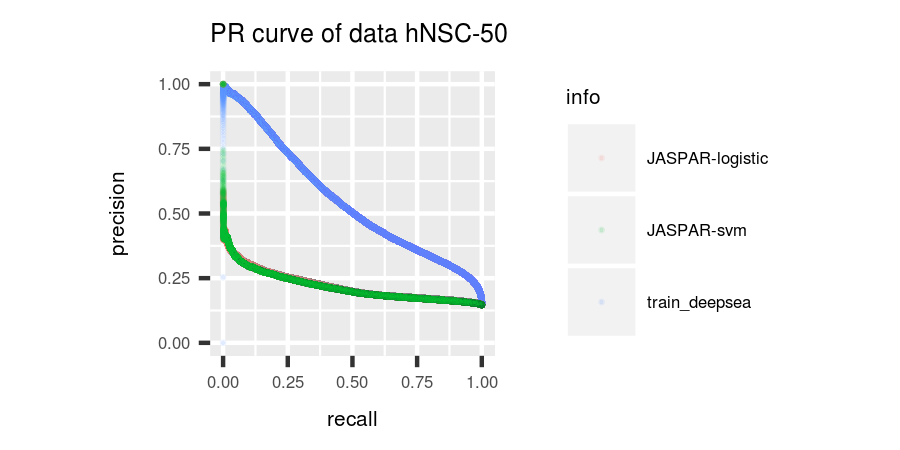 PR curve of data hNSC-50
precision
1.00
0.75
0.50
0.25
0.00
0.00 0.25 0.50 0.75 1.00
recall
info
JASPAR-logistic
JASPAR-svm
train_deepsea